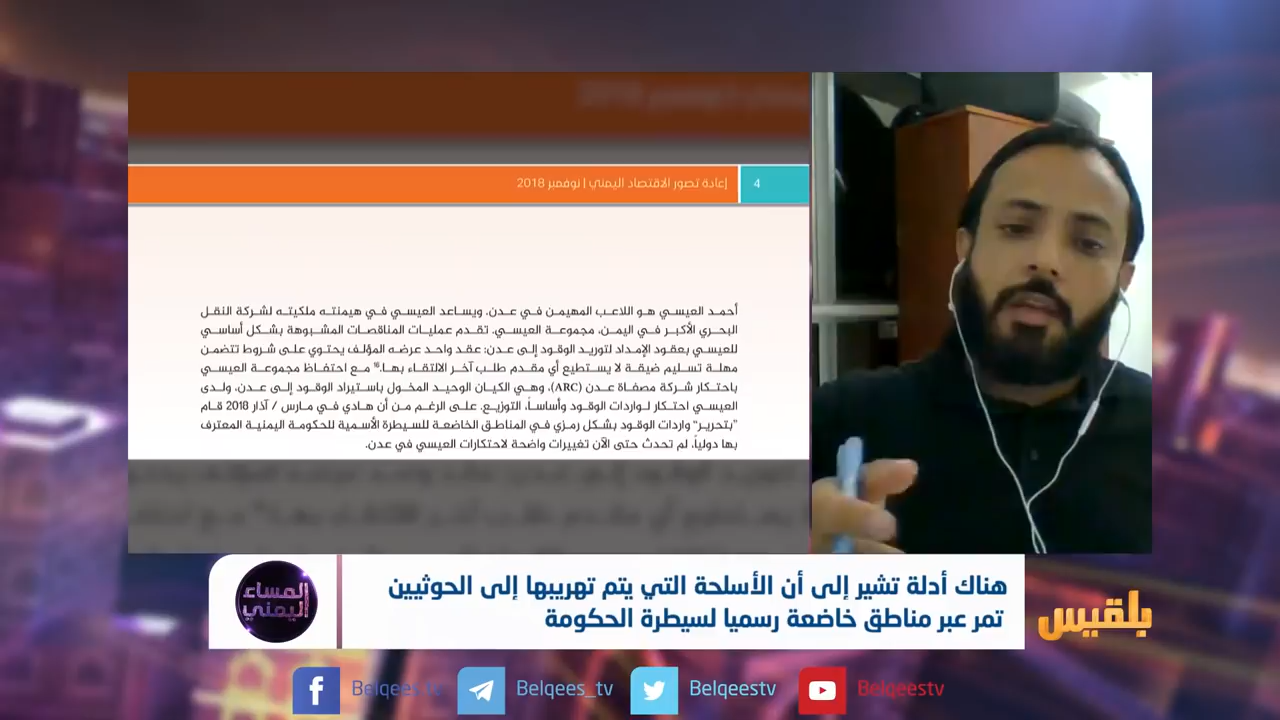 4
إعادة تصور الاقتصاد اليمني | نوفمبر 2018
أحمد العيسي هو اللاعب المهيمن في عدن. ويساعد العيسي في هيمنته ملكيته لشركة النقل
البحري الأكبر في اليمن، مجموعة العيسي. تقدم عمليات المناقصات المشبوهة بشكل أساسي
للعيسي بعقود الإمداد لتوريد الوقود إلى عدن: عقد واحد عرضه المؤلف يحتوي على شروط تتضمن
مهلة تسليم ضيقة لا يستطيع أي مقدم طلب آخر الالتقاء بها.16 مع احتفاظ مجموعة العيسي
باحتكار شركة مصفاة عدن (ARC)، وهي الكيان الوحيد المخول باستيراد الوقود إلى عدن، ولدى
العيسي احتكار لواردات الوقود وأساساً، التوزيع. على الرغم من أن هادي في مارس / آذار 2018 قام
"بتحرير" واردات الوقود بشكل رمزي في المناطق الخاضعة للسيطرة الأسمية للحكومة اليمنية المعترف
بها دولياً، لم تحدث حتى الآن تغييرات واضحة لاحتكارات العيسي في عدن.
هناك أدلة تشير إلى أن الأسلحة التي يتم تهريبها إلى الحوثيين
تمر عبر مناطق خاضعة رسميا لسيطرة الحكومة
المساء
اليمني
بلقيس
Belqees_tv
Belqees_tv
Belqeestv
Belqeestv